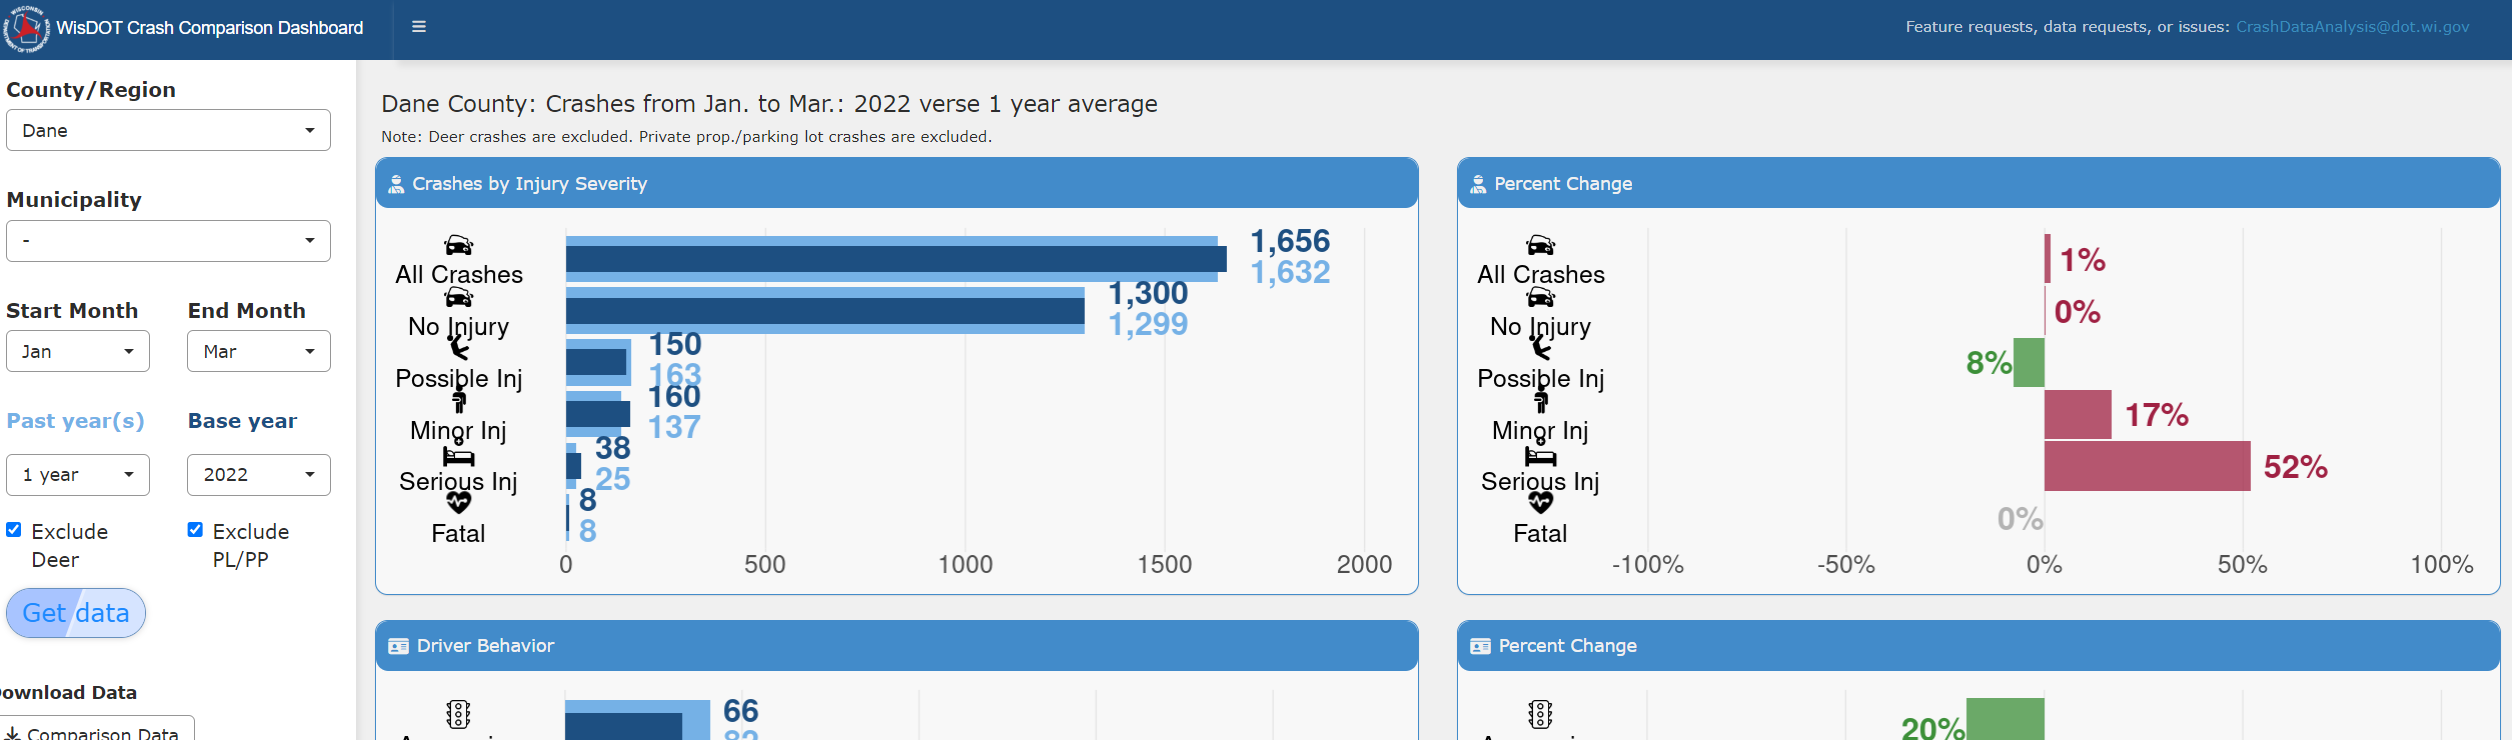 WisDOT Crash Comparison Dashboard
Feature requests, data requests, or issues: CrashDataAnalysis@dot.wi.gov
County/Region
Dane
Municipality
-
Start Month
End Month
Jan
Mar
Past year(s)
Base year
1 year
2022
Exclude Deer
Exclude PL/PP
Get data
Download Data
Comparison Data
Dane County: Crashes from Jan. to Mar.: 2022 verse 1 year average
Note: Deer crashes are excluded. Private prop./parking lot crashes are excluded.
Crashes by Injury Severity
All Crashes
1,656
1,632
No Injury
1,300
1,299
Possible Inj
150
163
Minor Inj
160
137
Serious Inj
38
25
Fatal
8
8
0 500 1000 1500 2000
Percent Change
All Crashes
1%
No Injury
0%
Possible Inj
8%
Minor Inj
17%
Serious Inj
52%
Fatal
0%
-100% -50% 0% 50% 100%
Driver Behavior
66
82
Percent Change
20%